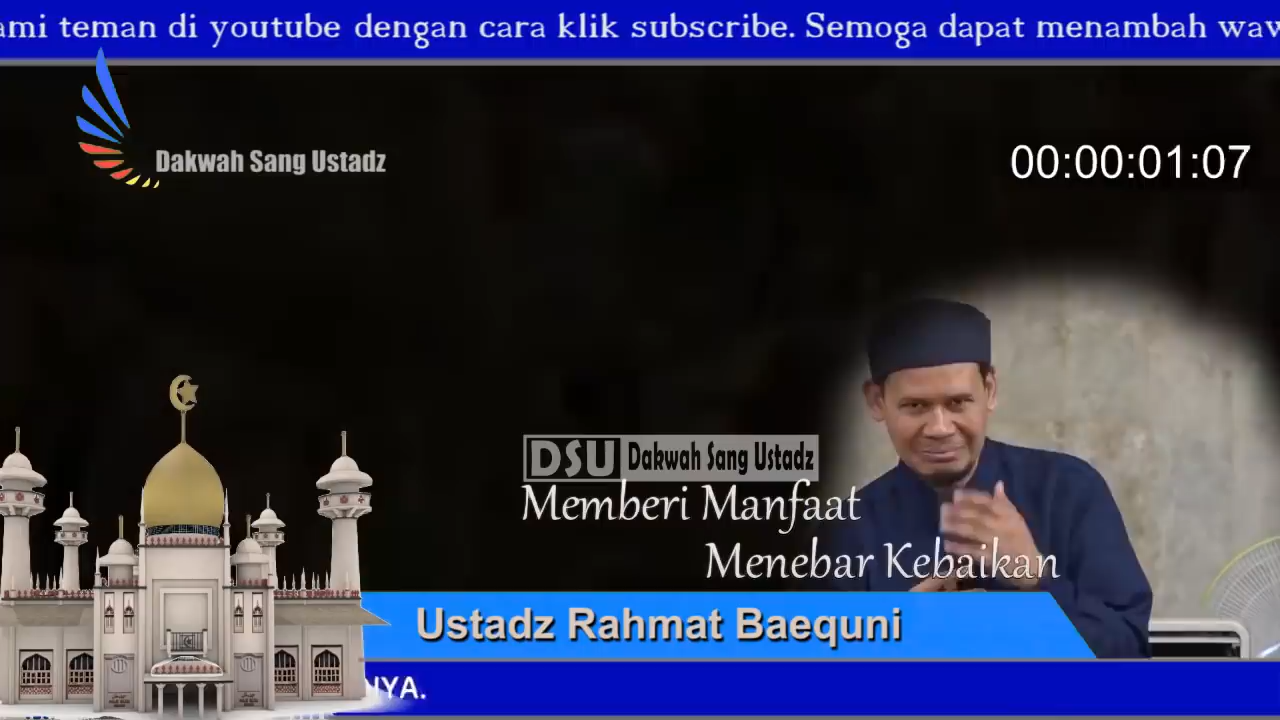 ami teman di youtube dengan cara klik subscribe. Semoga dapat menambah waw
Dakwah Sang Ustadz
00:00:01:07
DSU Dakwah Sang Ustadz
Memberi Manfaat
Menebar Kebaikan
Ustadz Rahmat Baequni
NYA.